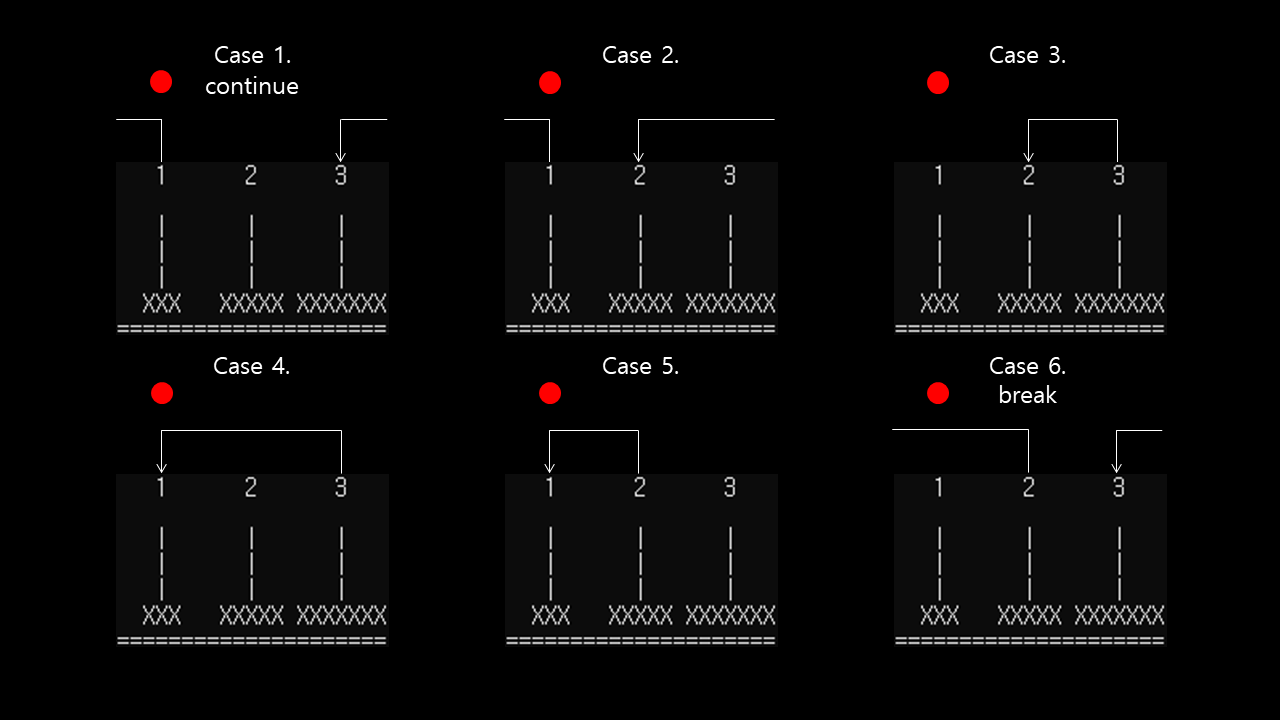 Case 1.
continue
1 2 3
| | |
| | |
| | |
XXX XXXXX XXXXXXX
=====================
Case 2.
1 2 3
| | |
| | |
| | |
XXX XXXXX XXXXXXX
=====================
Case 3.
1 2 3
| | |
| | |
| | |
XXX XXXXX XXXXXXX
=====================
Case 4.
1 2 3
| | |
| | |
| | |
XXX XXXXX XXXXXXX
=====================
Case 5.
1 2 3
| | |
| | |
| | |
XXX XXXXX XXXXXXX
=====================
Case 6.
break
1 2 3
| | |
| | |
| | |
XXX XXXXX XXXXXXX
=====================